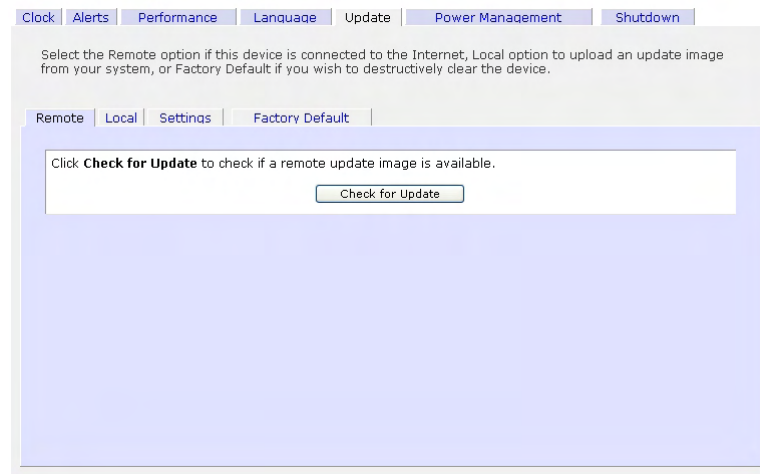 Clock Alerts Performance Language Update Power Management Shutdown
Select the Remote option if this device is connected to the Internet, Local option to upload an update image
from your system, or Factory Default if you wish to destructively clear the device.
Remote Local Settings Factory Default
Click Check for Update to check if a remote update image is available.
Check for Update